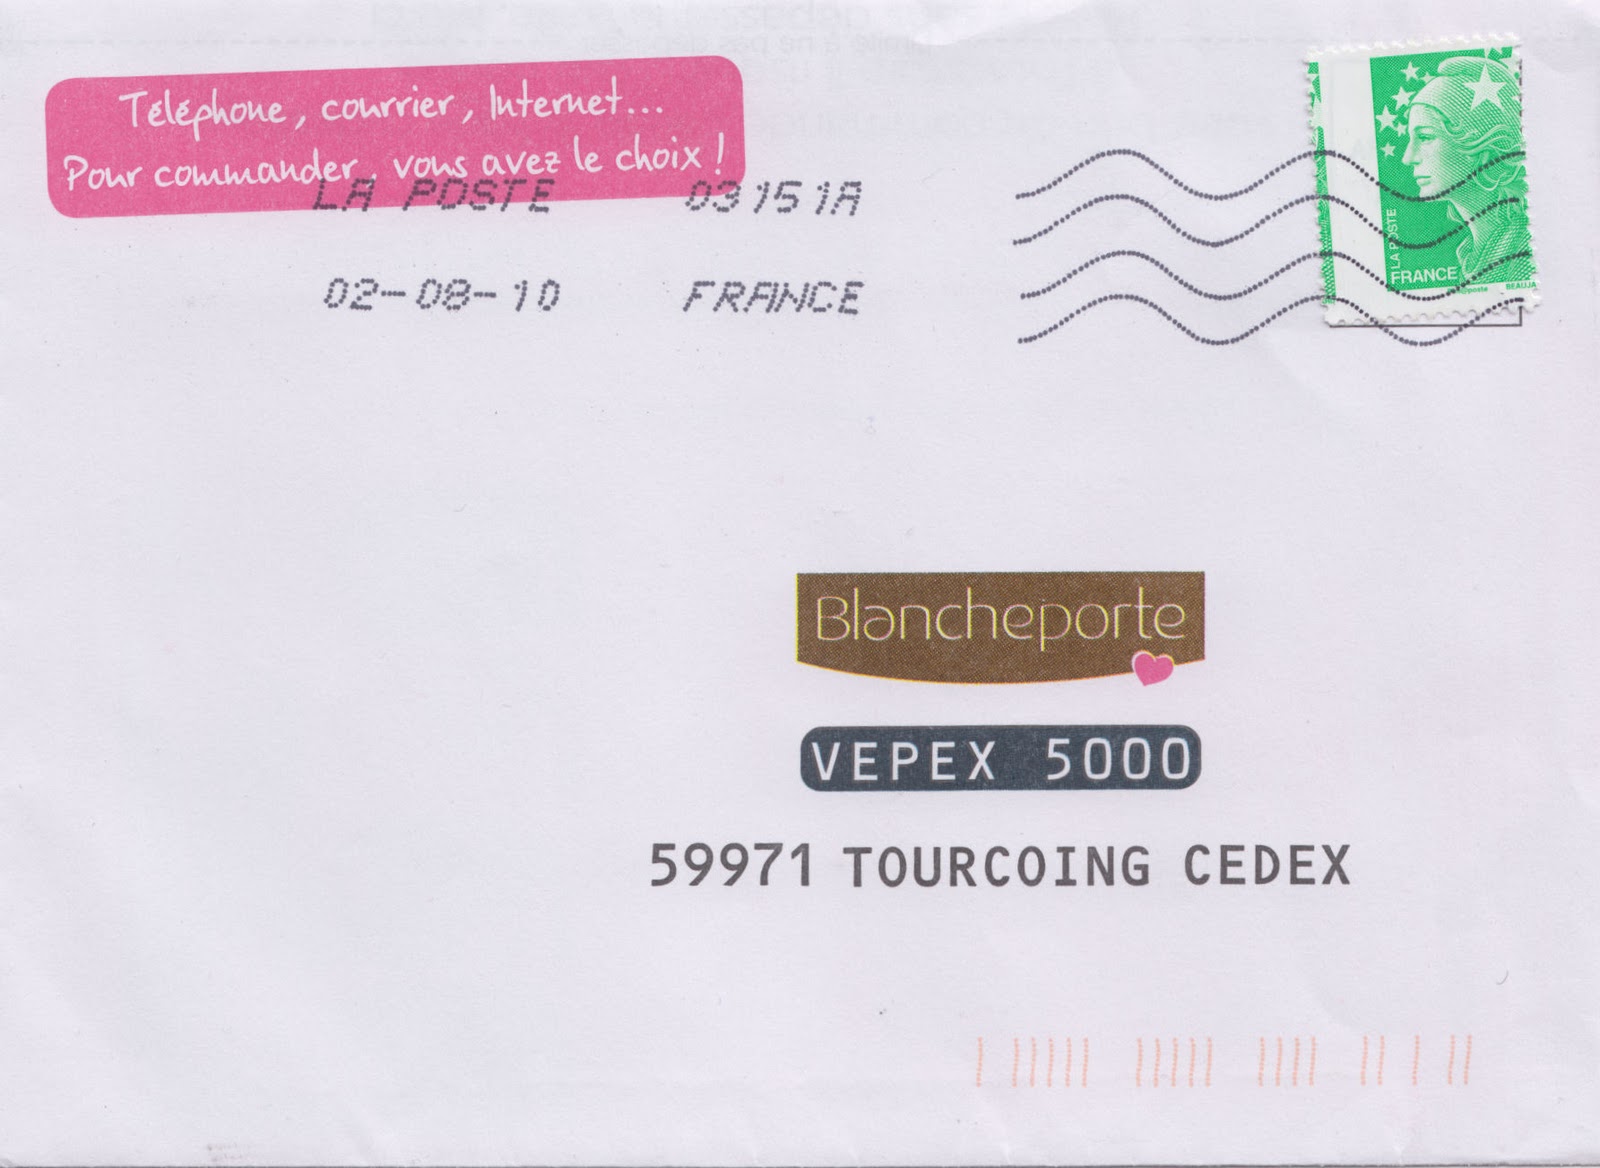 Téléphone, courrier, Internet...
Pour commander, vous avez le choix !
LA POSTE 03151A
02-08-10 FRANCE
LA POSTE
FRANCE
BEAUJA
Blancheporte
VEPEX 5000
59971 TOURCOING CEDEX